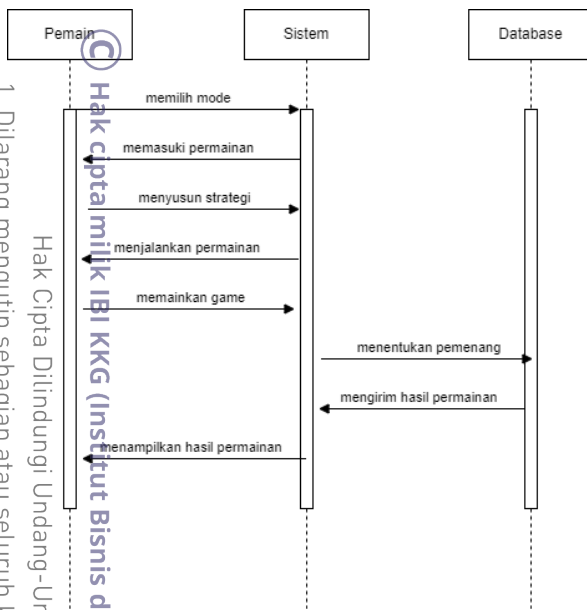 Pemain
Sistem
Database
memilih mode
memasuki permainan
menyusun strategi
menjalankan permainan
memainkan game
menentukan pemenang
mengirim hasil permainan
menampilkan hasil permainan
© Hak cipta milik IBI KKG (Institut Bisnis d
Hak Cipta Dilindungi Undang-Un
1. Dilarang mengutip sebagian atau seluruh